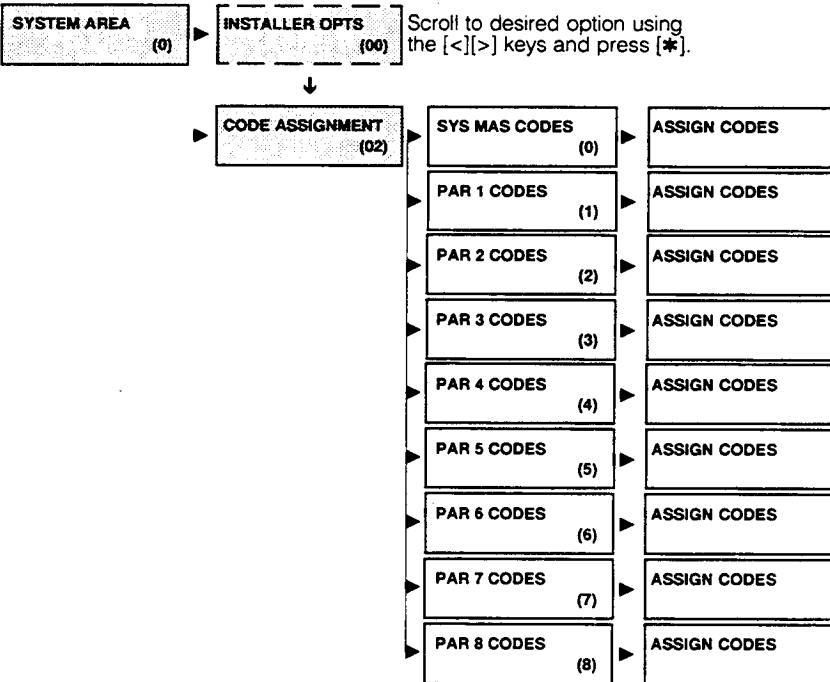 SYSTEM AREA
(0)
INSTALLER OPTS
(00)
Scroll to desired option using
the [<][>] keys and press [✱].
CODE ASSIGNMENT
(02)
SYS MAS CODES
(0)
ASSIGN CODES
PAR 1 CODES
(1)
ASSIGN CODES
PAR 2 CODES
(2)
ASSIGN CODES
PAR 3 CODES
(3)
ASSIGN CODES
PAR 4 CODES
(4)
ASSIGN CODES
PAR 5 CODES
(5)
ASSIGN CODES
PAR 6 CODES
(6)
ASSIGN CODES
PAR 7 CODES
(7)
ASSIGN CODES
PAR 8 CODES
(8)
ASSIGN CODES